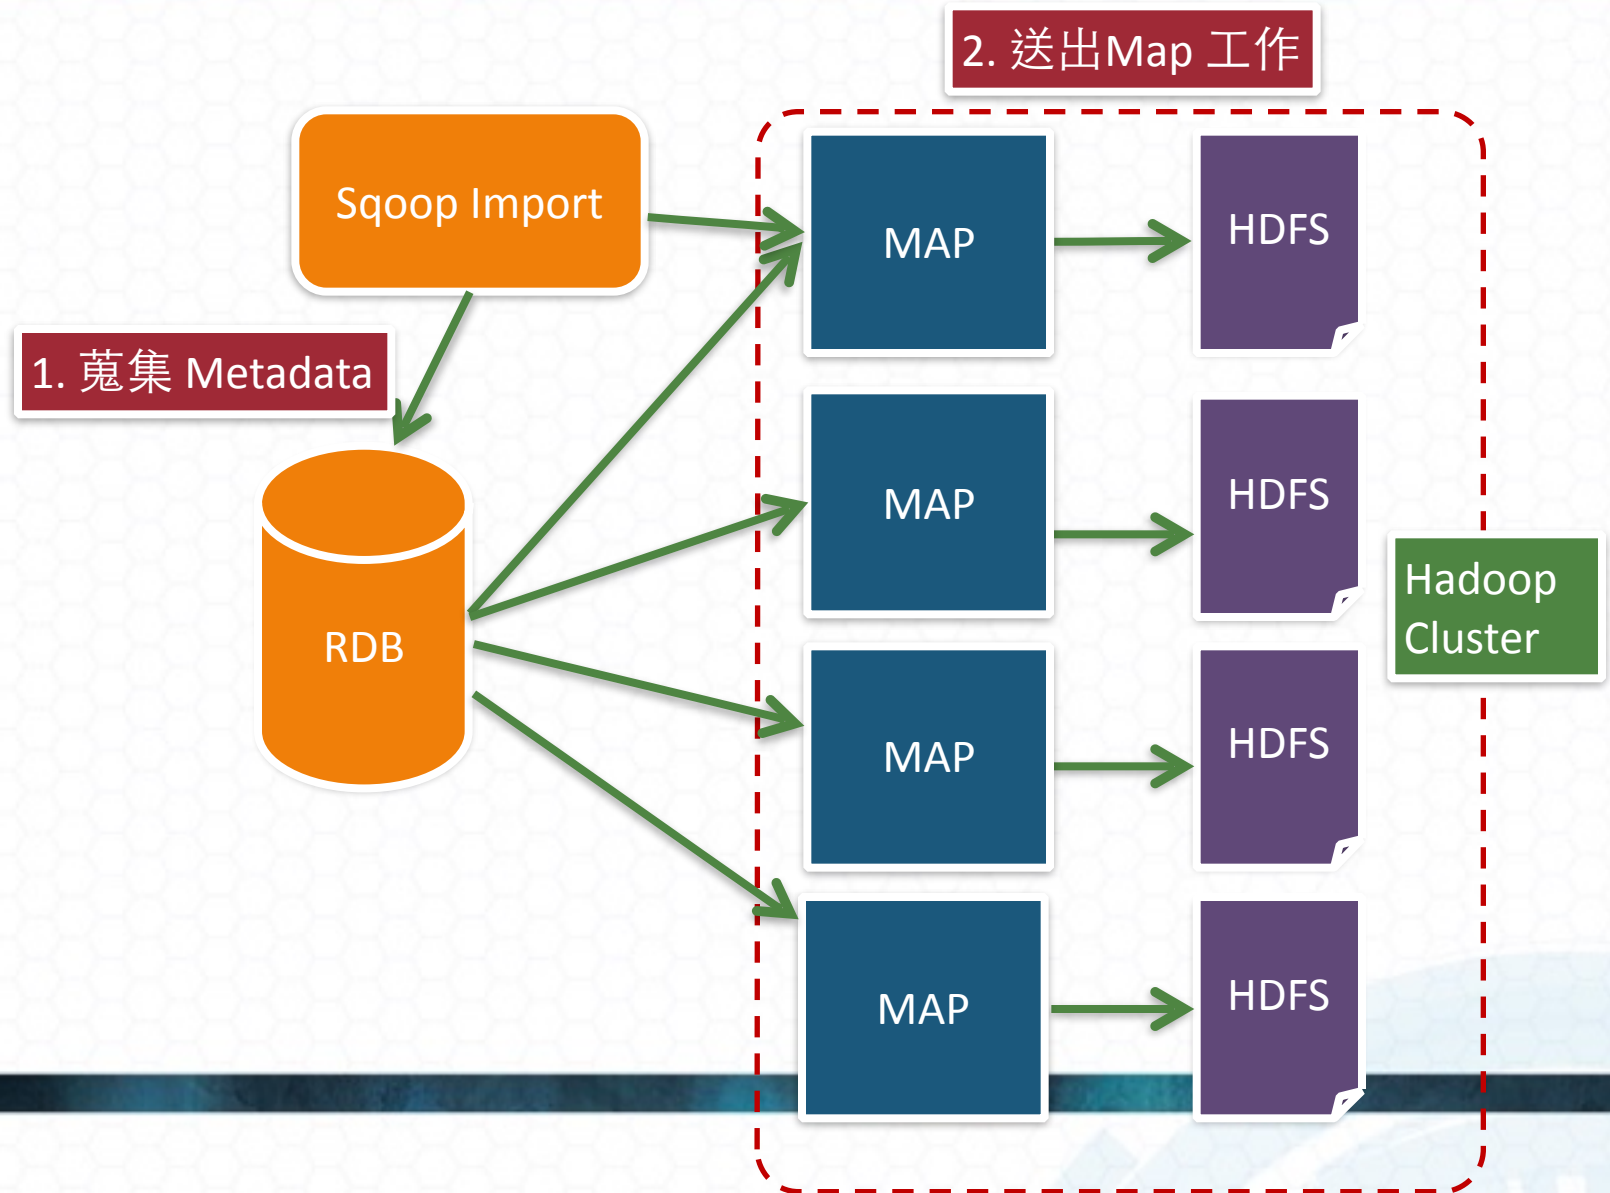 2. 送出Map 工作
Sqoop Import
1. 蒐集 Metadata
RDB
MAP
HDFS
MAP
HDFS
MAP
HDFS
MAP
HDFS
Hadoop
Cluster